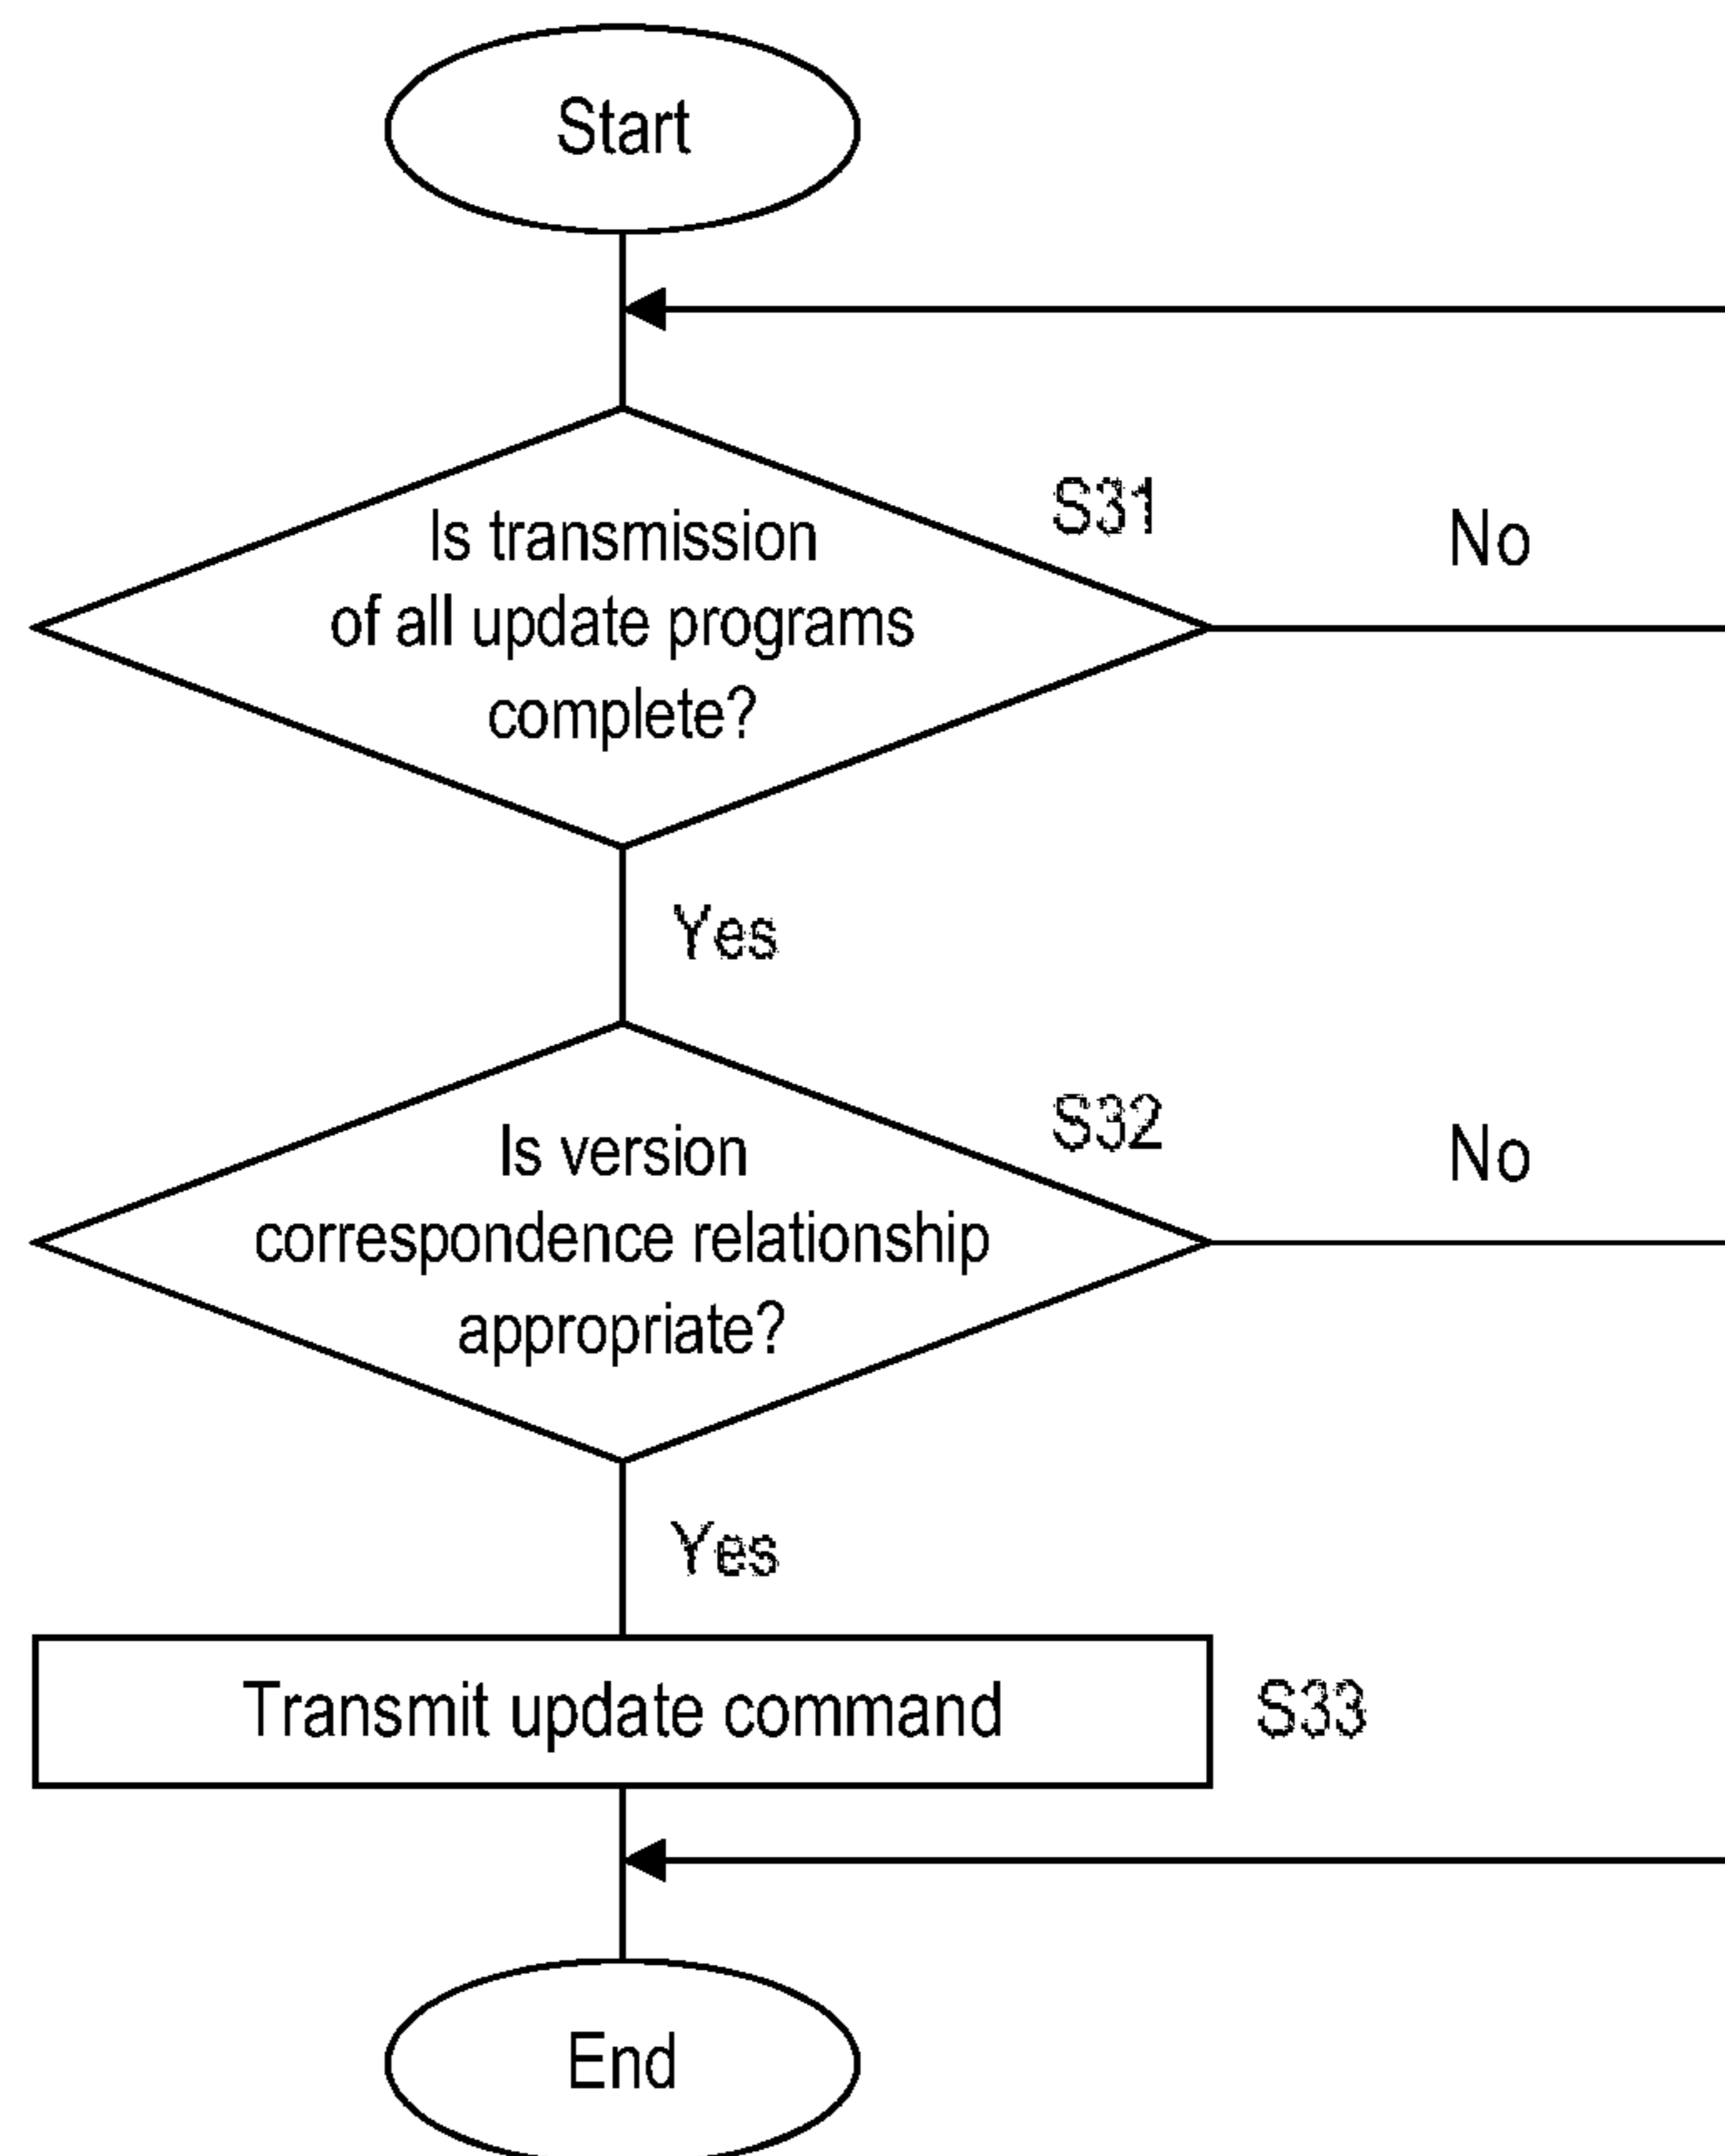 Start
S31
Is transmission
No
of all update programs
complete?
Yes
S32
Is version
No
correspondence relationship
appropriate?
Yes
Transmit update command
S33
End